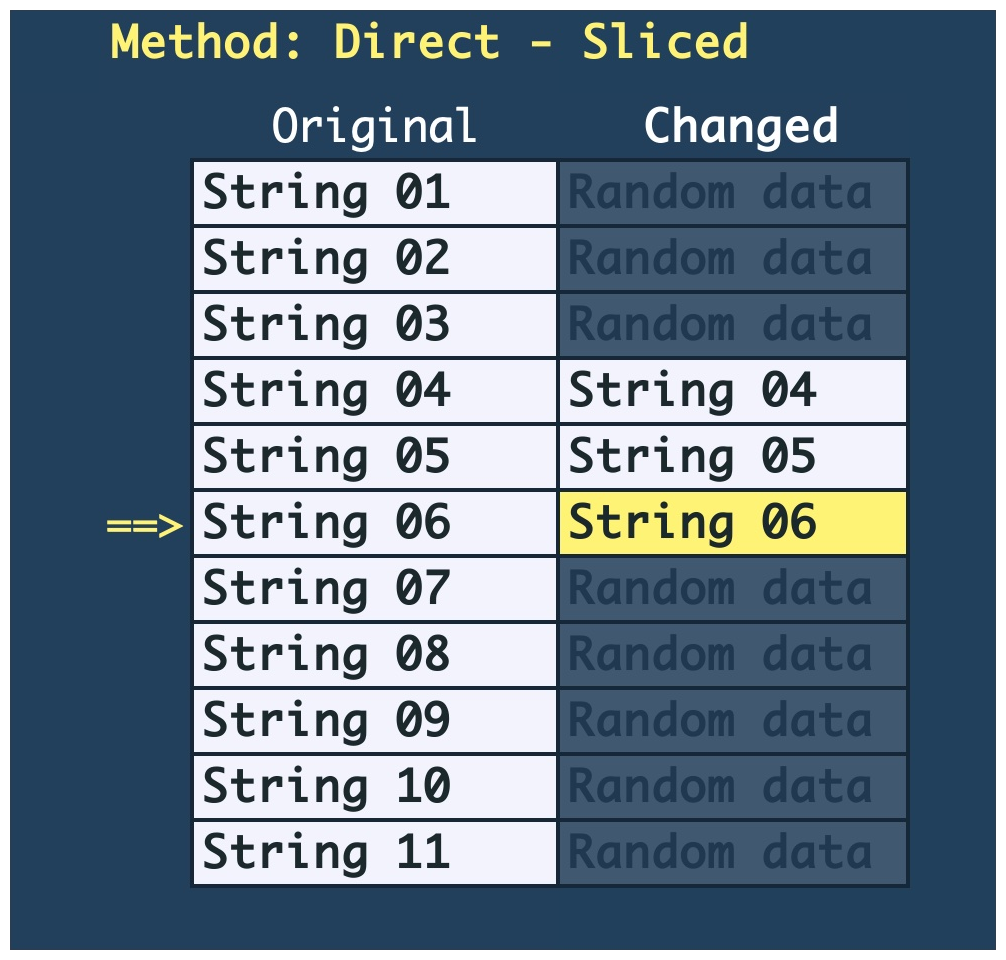 Method: Direct - Sliced
Original Changed
String 01 Random data
String 02 Random data
String 03 Random data
String 04 String 04
String 05 String 05
==> String 06 String 06
String 07 Random data
String 08 Random data
String 09 Random data
String 10 Random data
String 11 Random data